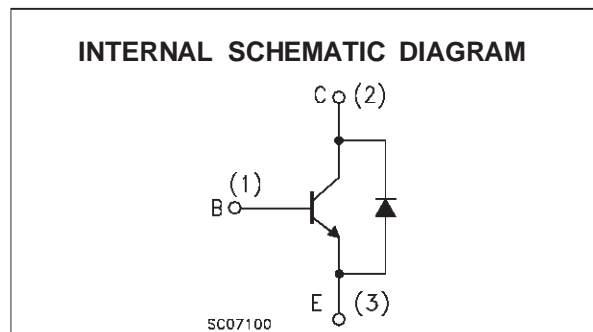 INTERNAL SCHEMATIC DIAGRAM
C (2)
(1)
B
E (3)
SC07100